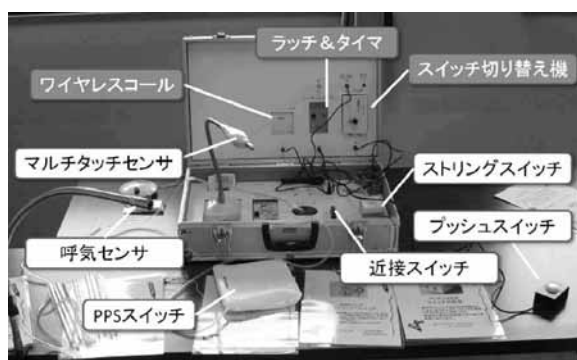 ラッチ＆タイマ
ワイヤレスコール
スイッチ切り替え機
マルチタッチセンサ
ストリングスイッチ
プッシュスイッチ
呼気センサ
近接スイッチ
PPSスイッチ